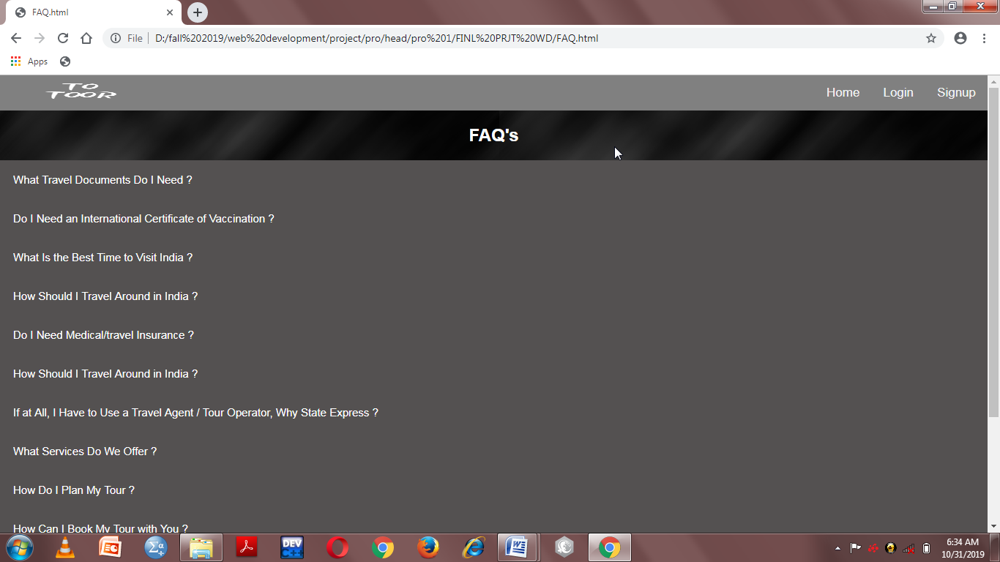 FAQ.html
File
D:/fall%202019/web%20development/project/pro/head/pro%201/FINL%20PRJT%20WD/FAQ.html
Apps
TO
TOOR
Home Login Signup
FAQ's
What Travel Documents Do I Need ?
Do I Need an International Certificate of Vaccination ?
What Is the Best Time to Visit India ?
How Should I Travel Around in India ?
Do I Need Medical/travel Insurance ?
How Should I Travel Around in India ?
If at All, I Have to Use a Travel Agent / Tour Operator, Why State Express ?
What Services Do We Offer ?
How Do I Plan My Tour ?
How Can I Book My Tour with You ?
DEV
C++
6:34 AM
10/31/2019